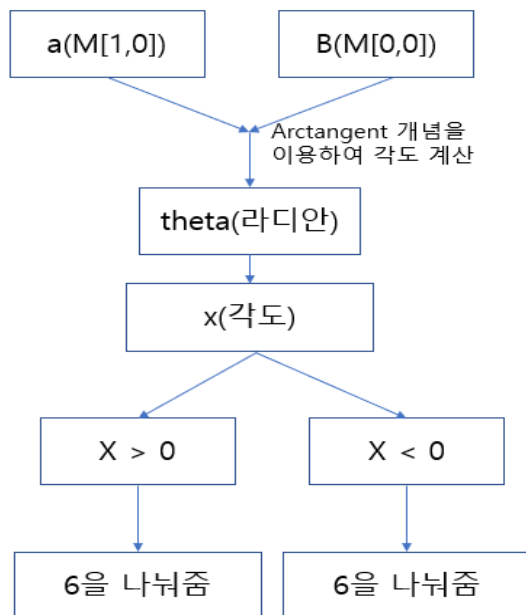 a(M[1,0])
B(M[0,0])
Arctangent 개념을
이용하여 각도 계산
theta(라디안)
x(각도)
X > 0
X < 0
6을 나눠줌
6을 나눠줌